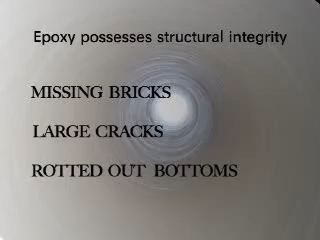 Epoxy possesses structural integrity
MISSING BRICKS
LARGE CRACKS
ROTTED OUT BOTTOMS